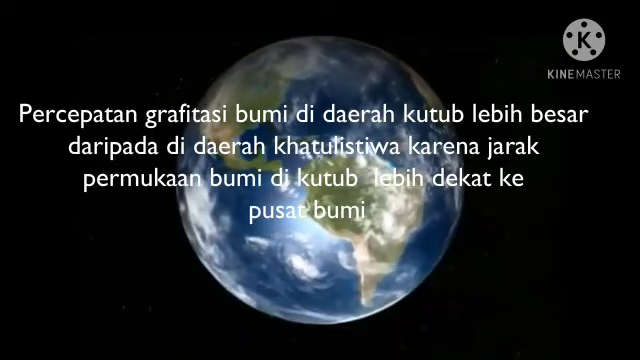 KINEMASTER
Percepatan grafitasi bumi di daerah kutub lebih besar
daripada di daerah khatulistiwa karena jarak
permukaan bumi di kutub lebih dekat ke
pusat bumi